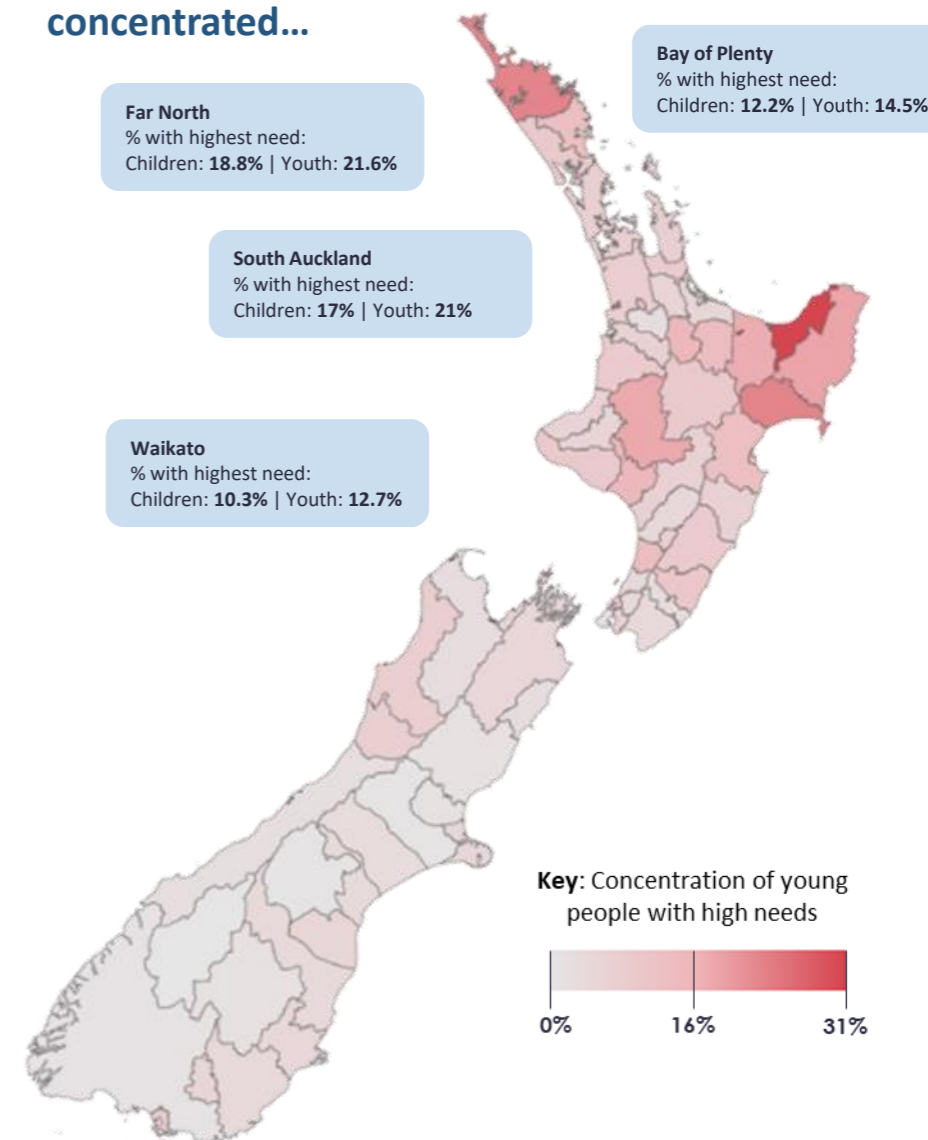 concentrated...
Far North
% with highest need:
Children: 18.8% | Youth: 21.6%
Bay of Plenty
% with highest need:
Children: 12.2% | Youth: 14.5%
South Auckland
% with highest need:
Children: 17% | Youth: 21%
Waikato
% with highest need:
Children: 10.3% | Youth: 12.7%
Key: Concentration of young
people with high needs
0% 16% 31%